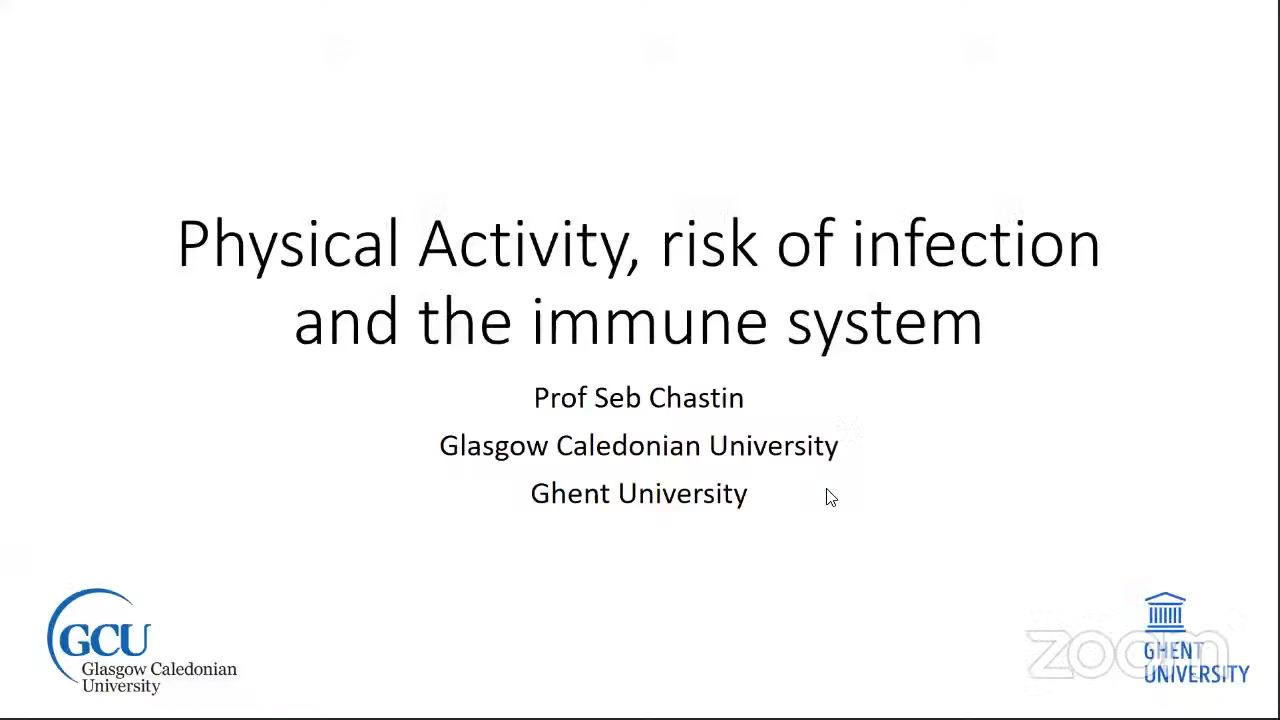 Physical Activity, risk of infection
and the immune system
Prof Seb Chastin
Glasgow Caledonian University
Ghent University
GCU
Glasgow Caledonian
University
zoom
GHENT
UNIVERSITY